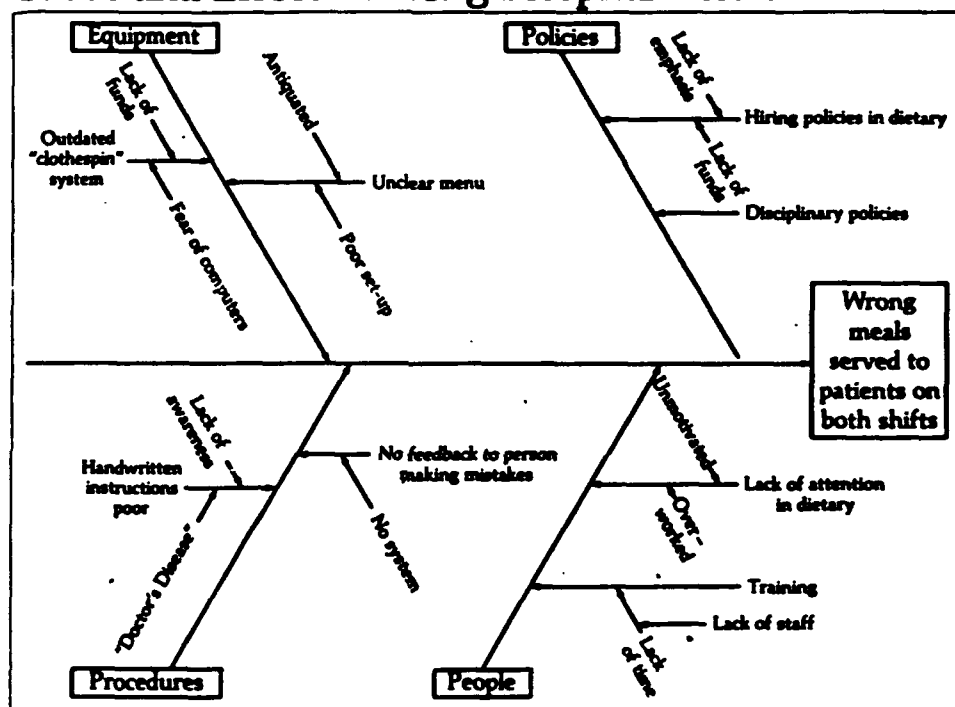 Equipment
Policies
Lack of
funds
Antiquated
Lack of
emphasis
Outdated
"clothespin"
system
Hiring policies in dietary
Unclear menu
Lack of
funds
Fear of computers
Poor set-up
Disciplinary policies
Wrong
meals
served to
patients on
both shifts
Lack of
awareness
Unmotivated
No feedback to person
making mistakes
Handwritten
instructions
poor
Lack of attention
in dietary
Over-
worked
"Doctor's Disease"
No system
Training
Lack of staff
Lack
of time
Procedures
People